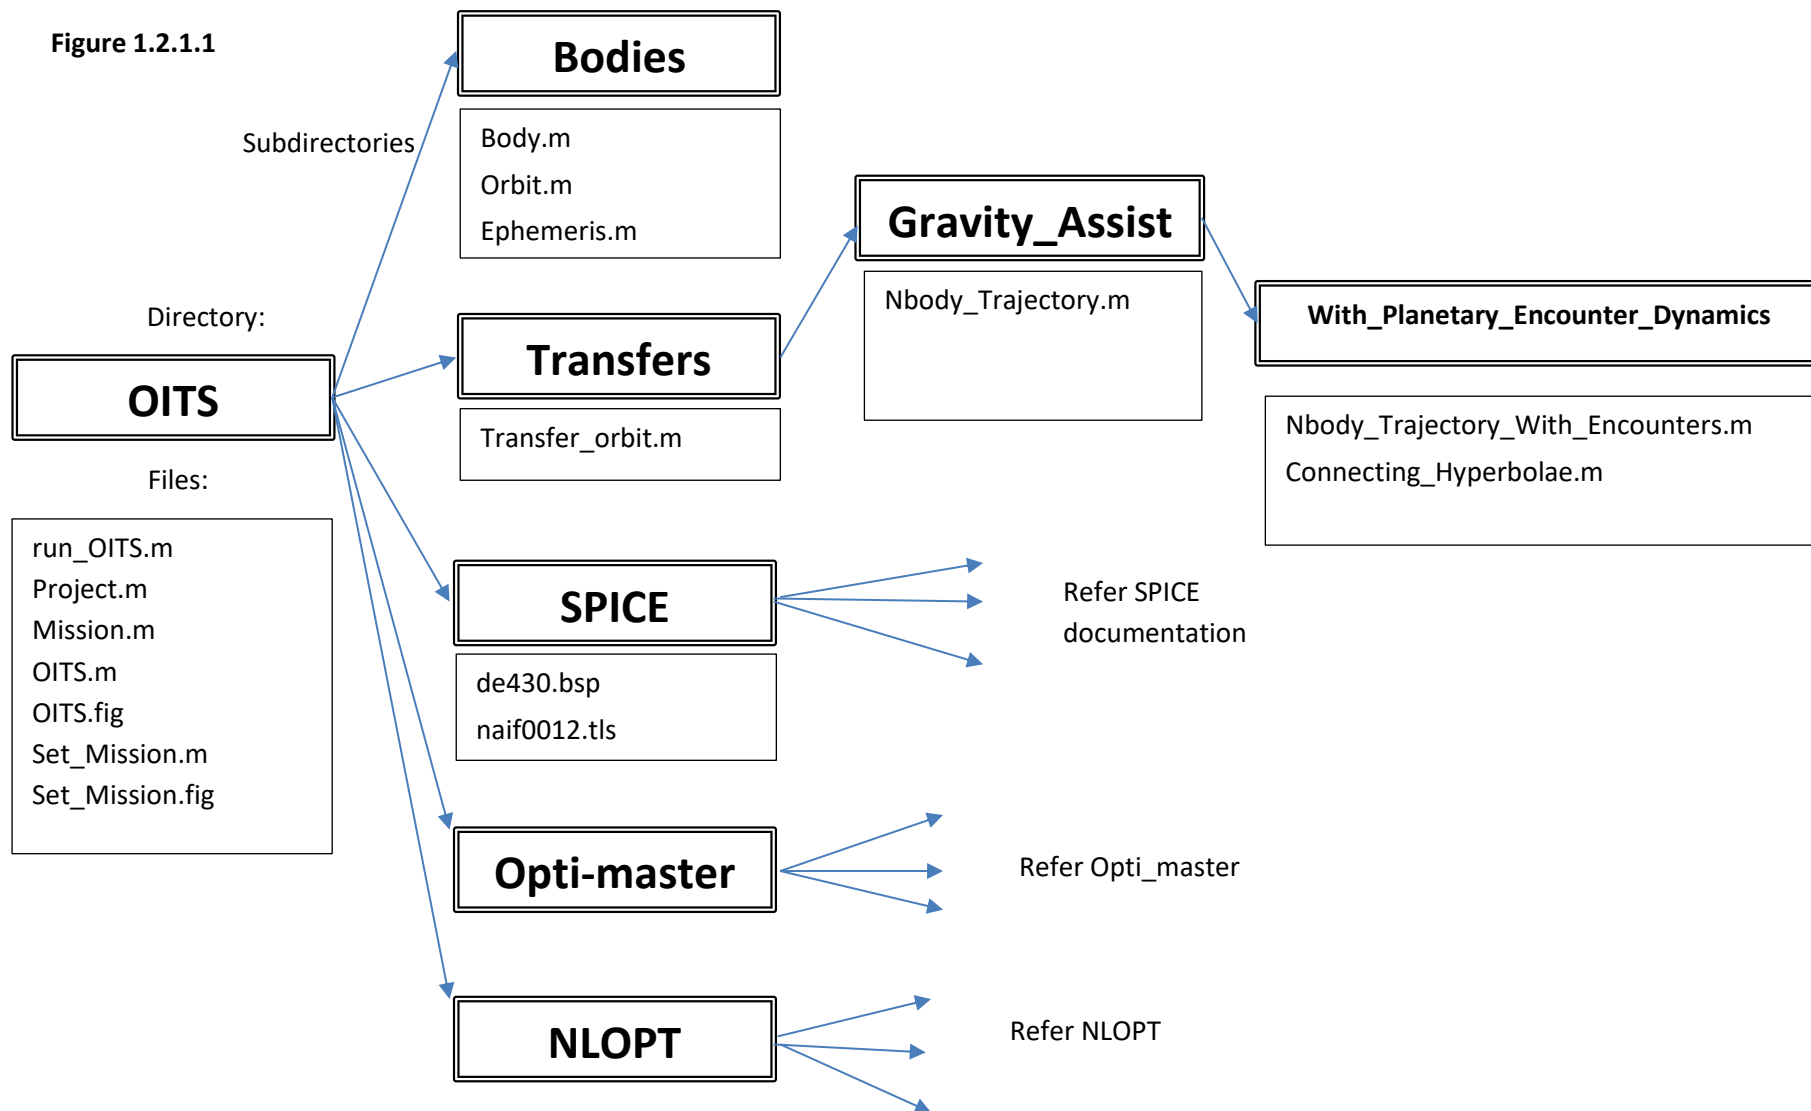 Figure 1.2.1.1
Bodies
Subdirectories
Body.m
Orbit.m
Ephemeris.m
Gravity_Assist
Nbody_Trajectory.m
With_Planetary_Encounter_Dynamics
Nbody_Trajectory_With_Encounters.m
Connecting_Hyperbolae.m
Directory:
OITS
Transfers
Transfer_orbit.m
Files:
run_OITS.m
Project.m
Mission.m
OITS.m
OITS.fig
Set_Mission.m
Set_Mission.fig
SPICE
de430.bsp
naif0012.tls
Refer SPICE
documentation
Opti-master
Refer Opti_master
NLOPT
Refer NLOPT